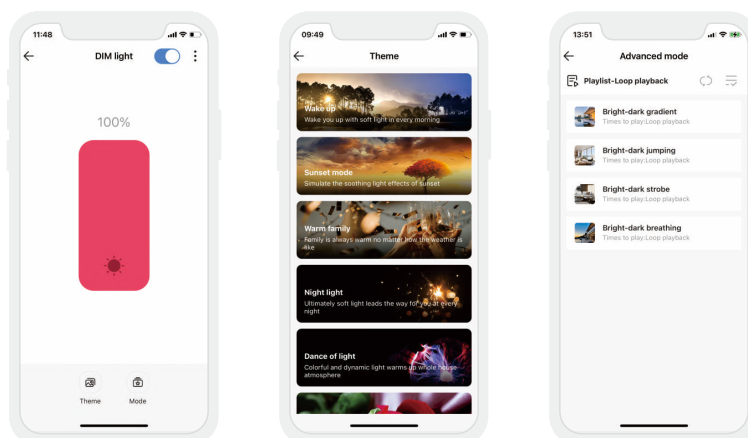 11:48
DIM light
100%
Theme
Mode
09:49
Theme
Wake up
Wake you up with soft light in every morning
Sunset mode
Simulate the soothing light effects of sunset
Warm family
Family is always warm no matter how the weather is
like
Night light
Ultimately soft light leads the way for you at every
night
Dance of light
Colorful and dynamic light warms up whole house
atmosphere
13:51
Advanced mode
Playlist-Loop playback
Bright-dark gradient
Times to play:Loop playback
Bright-dark jumping
Times to play:Loop playback
Bright-dark strobe
Times to play:Loop playback
Bright-dark breathing
Times to play:Loop playback